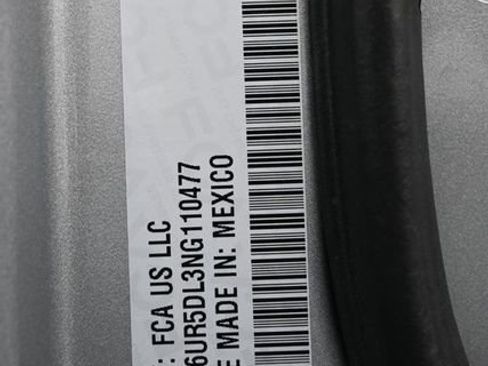 : FCA US LLC
6UR5DL3NG110477
E MADE IN: MEXICO